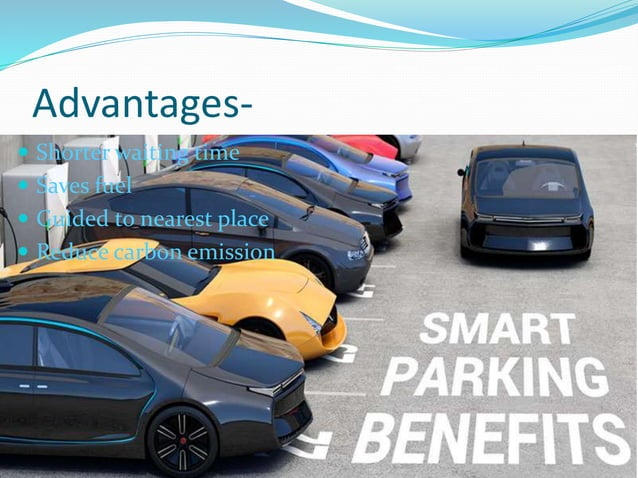 Advantages-
• Shorter waiting time
• Saves fuel
• Guided to nearest place
• Reduce carbon emission
SMART
PARKING
BENEFITS